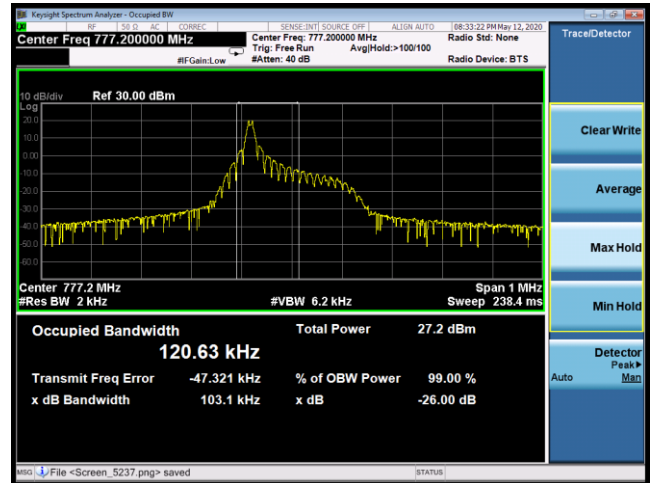 Keysight Spectrum Analyzer - Occupied BW
RF 50 Ω AC CORREC SENSE:INT SOURCE OFF ALIGN AUTO 08:33:22 PM May 12, 2020
Center Freq 777.200000 MHz
Center Freq: 777.200000 MHz Radio Std: None
Trig: Free Run Avg|Hold:>100/100
#IFGain:Low #Atten: 40 dB Radio Device: BTS
10 dB/div Ref 30.00 dBm
Log
20.0
10.0
0.00
-10.0
-20.0
-30.0
-40.0
-50.0
-60.0
Center 777.2 MHz Span 1 MHz
#Res BW 2 kHz #VBW 6.2 kHz Sweep 238.4 ms
Occupied Bandwidth Total Power 27.2 dBm
120.63 kHz
Transmit Freq Error -47.321 kHz % of OBW Power 99.00 %
x dB Bandwidth 103.1 kHz x dB -26.00 dB
MSG File <Screen_5237.png> saved STATUS
Trace/Detector
Clear Write
Average
Max Hold
Min Hold
Detector
Peak▶
Auto Man